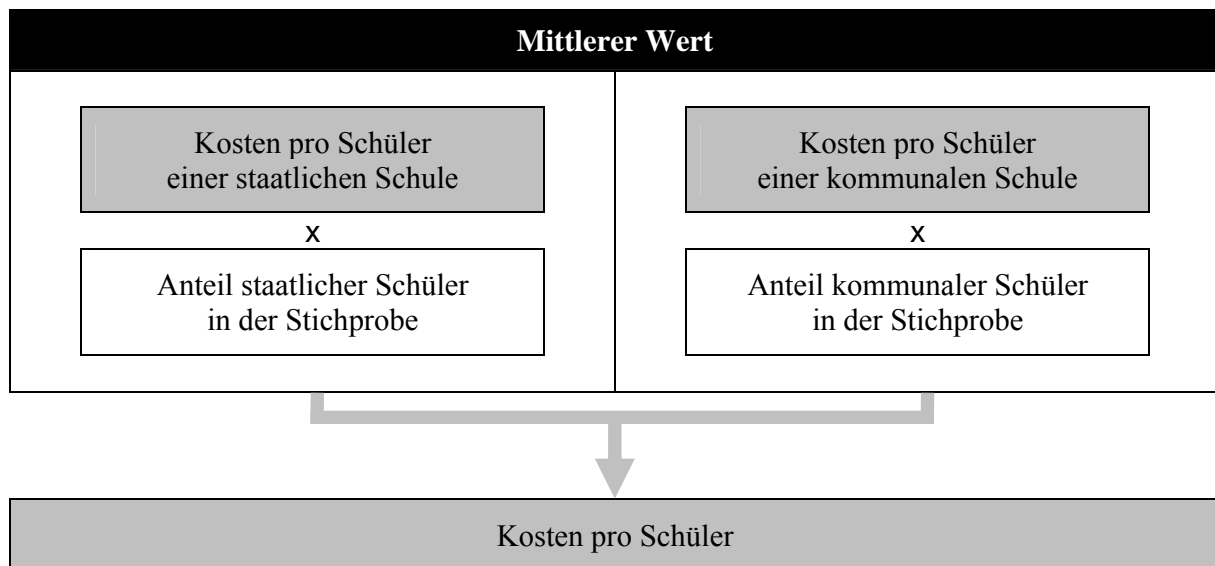 Mittlerer Wert
Kosten pro Schüler
einer staatlichen Schule
x
Anteil staatlicher Schüler
in der Stichprobe
Kosten pro Schüler
einer kommunalen Schule
x
Anteil kommunaler Schüler
in der Stichprobe
Kosten pro Schüler